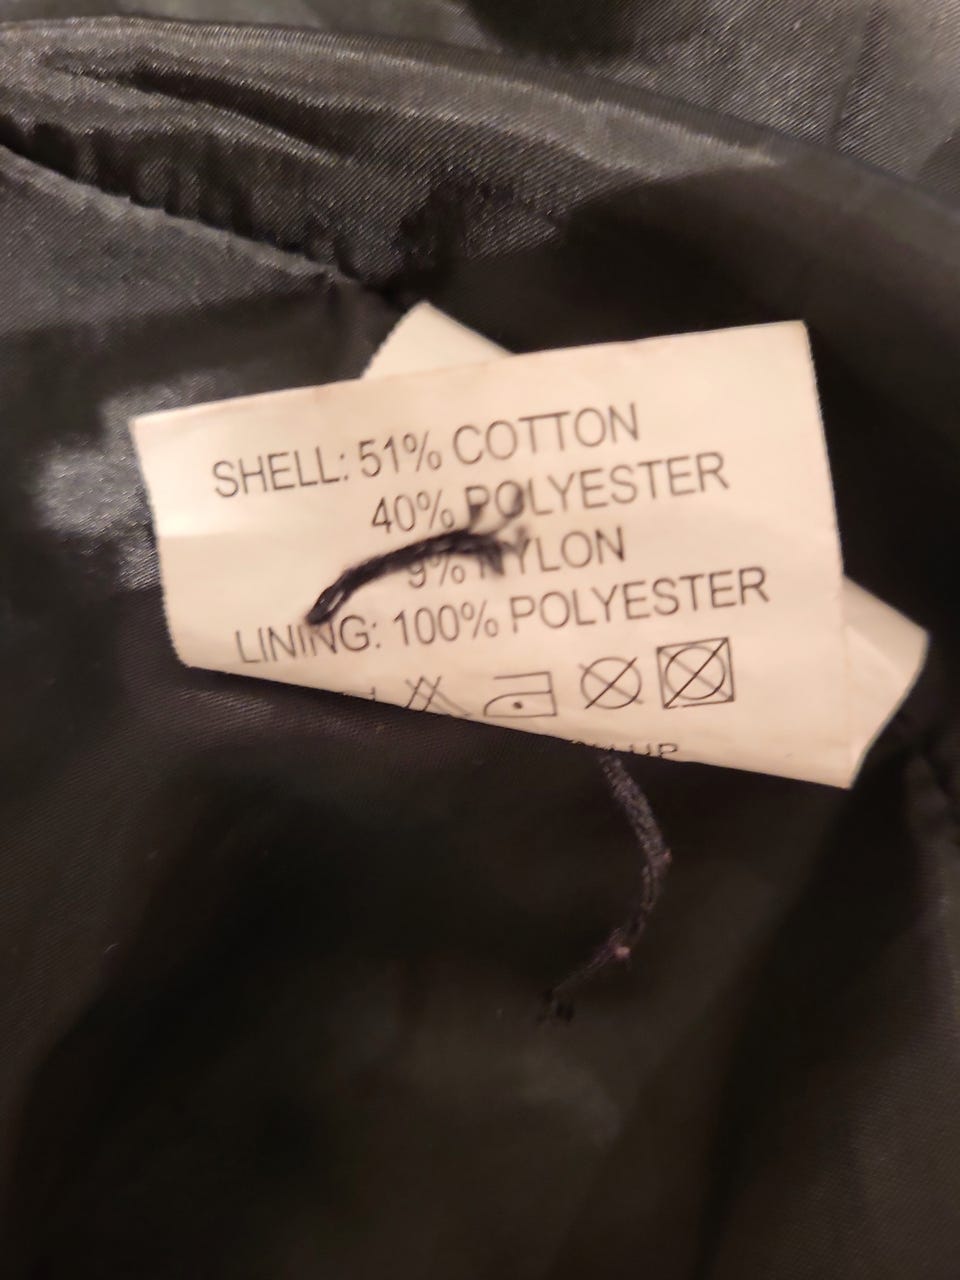 SHELL: 51% COTTON
40% POLYESTER
9% NYLON
LINING: 100% POLYESTER